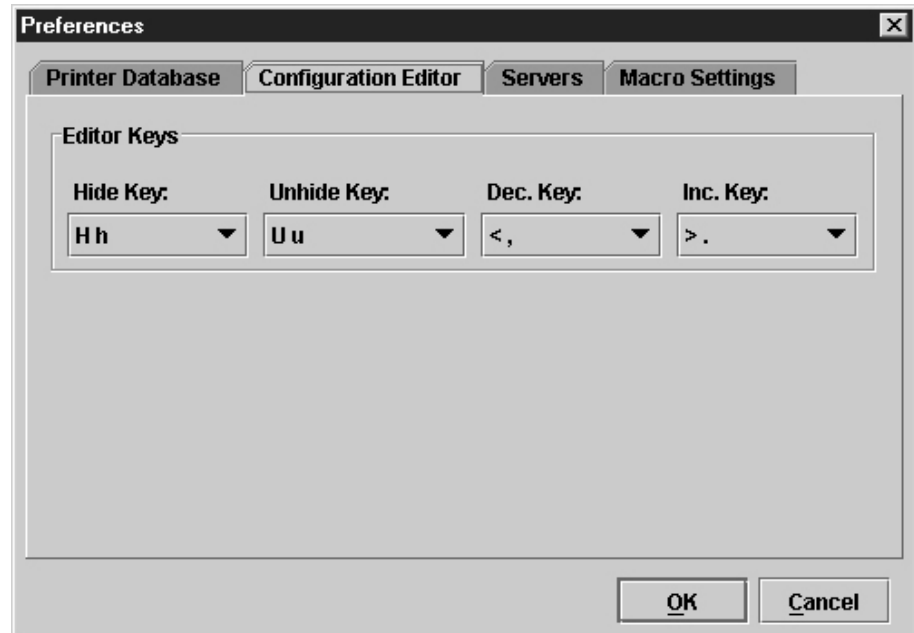 Preferences
Printer Database Configuration Editor Servers Macro Settings
Editor Keys
Hide Key: Unhide Key: Dec. Key: Inc. Key:
H h U u < , > .
OK Cancel